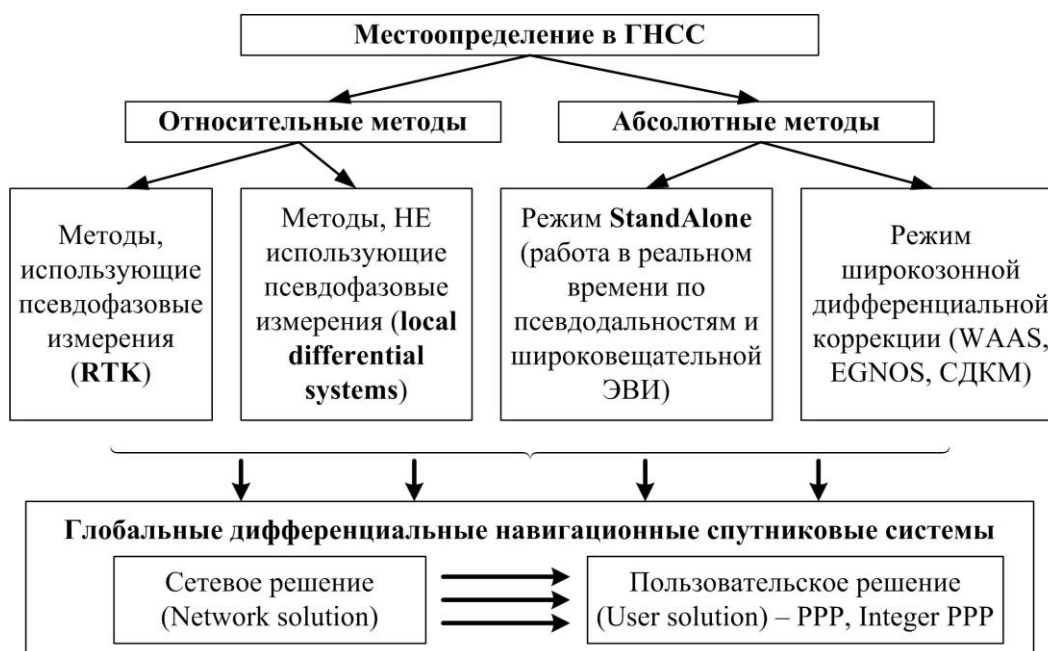 Местоопределение в ГНСС
Относительные методы
Абсолютные методы
Методы,
использующие
псевдофазовые
измерения
(RTK)
Методы, НЕ
использующие
псевдофазовые
измерения (local
differential
systems)
Режим StandAlone
(работа в реальном
времени по
псевдодальностям и
широковещательной
ЭВИ)
Режим
широкозонной
дифференциальной
коррекции (WAAS,
EGNOS, СДКМ)
Глобальные дифференциальные навигационные спутниковые системы
Сетевое решение
(Network solution)
Пользовательское решение
(User solution) – PPP, Integer PPP